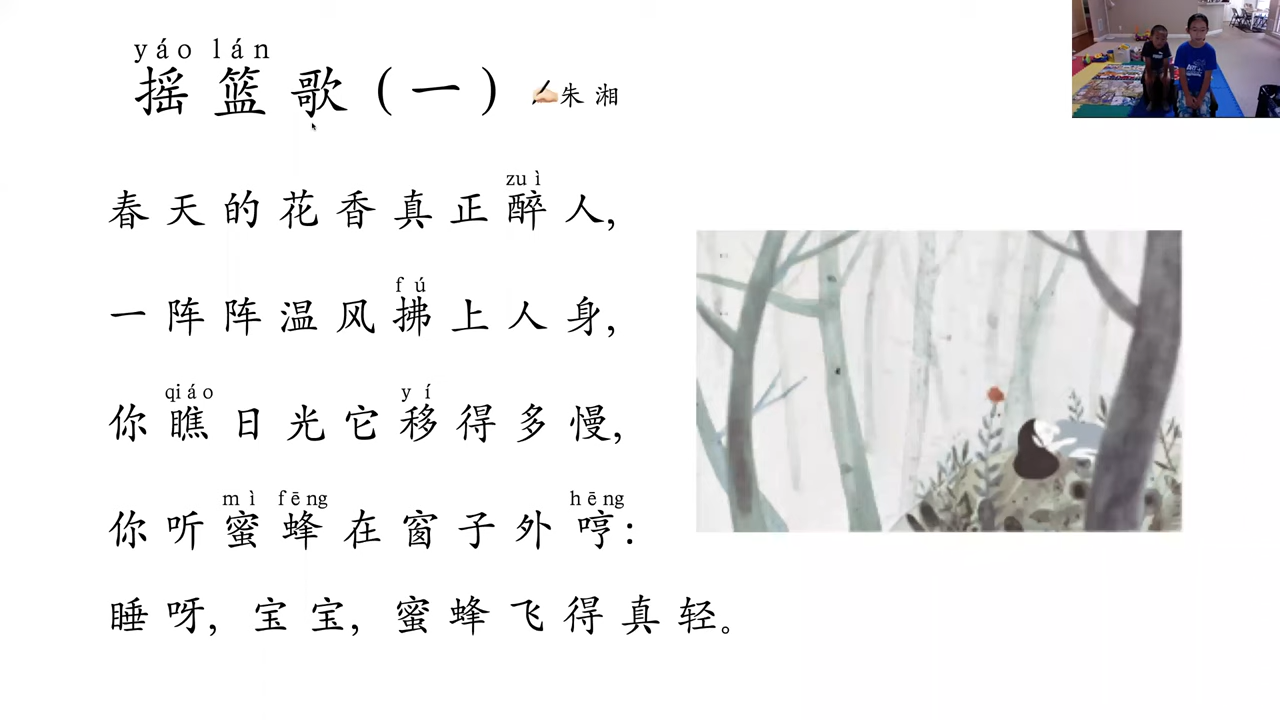 yáo lán
摇篮歌（一） ✍🏻朱湘
zuì
春天的花香真正醉人,
fú
一阵阵温风拂上人身,
qiáo yí
你瞧日光它移得多慢,
mì fēng hēng
你听蜜蜂在窗子外哼:
睡呀, 宝宝, 蜜蜂飞得真轻。